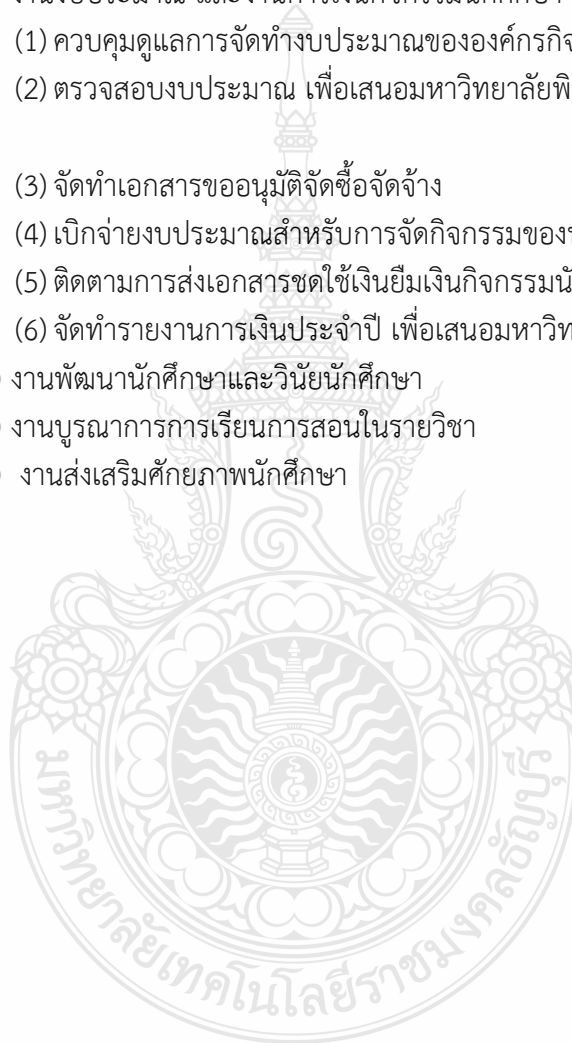 (1) ควบคุมดูแลการจัดทำงบประมาณขององค์กรกิจ
(2) ตรวจสอบงบประมาณ เพื่อเสนอมหาวิทยาลัยพิ
(3) จัดทำเอกสารขออนุมัติจัดซื้อจัดจ้าง
(4) เบิกจ่ายงบประมาณสำหรับการจัดกิจกรรมของ
(5) ติดตามการส่งเอกสารชดใช้เงินยืมเงินกิจกรรมนั
(6) จัดทำรายงานการเงินประจำปี เพื่อเสนอมหาวิท
งานพัฒนานักศึกษาและวินัยนักศึกษา
งานบูรณาการการเรียนการสอนในรายวิชา
งานส่งเสริมศักยภาพนักศึกษา
มหาวิทยาลัยเทคโนโลยีราชมงคลธัญบุรี